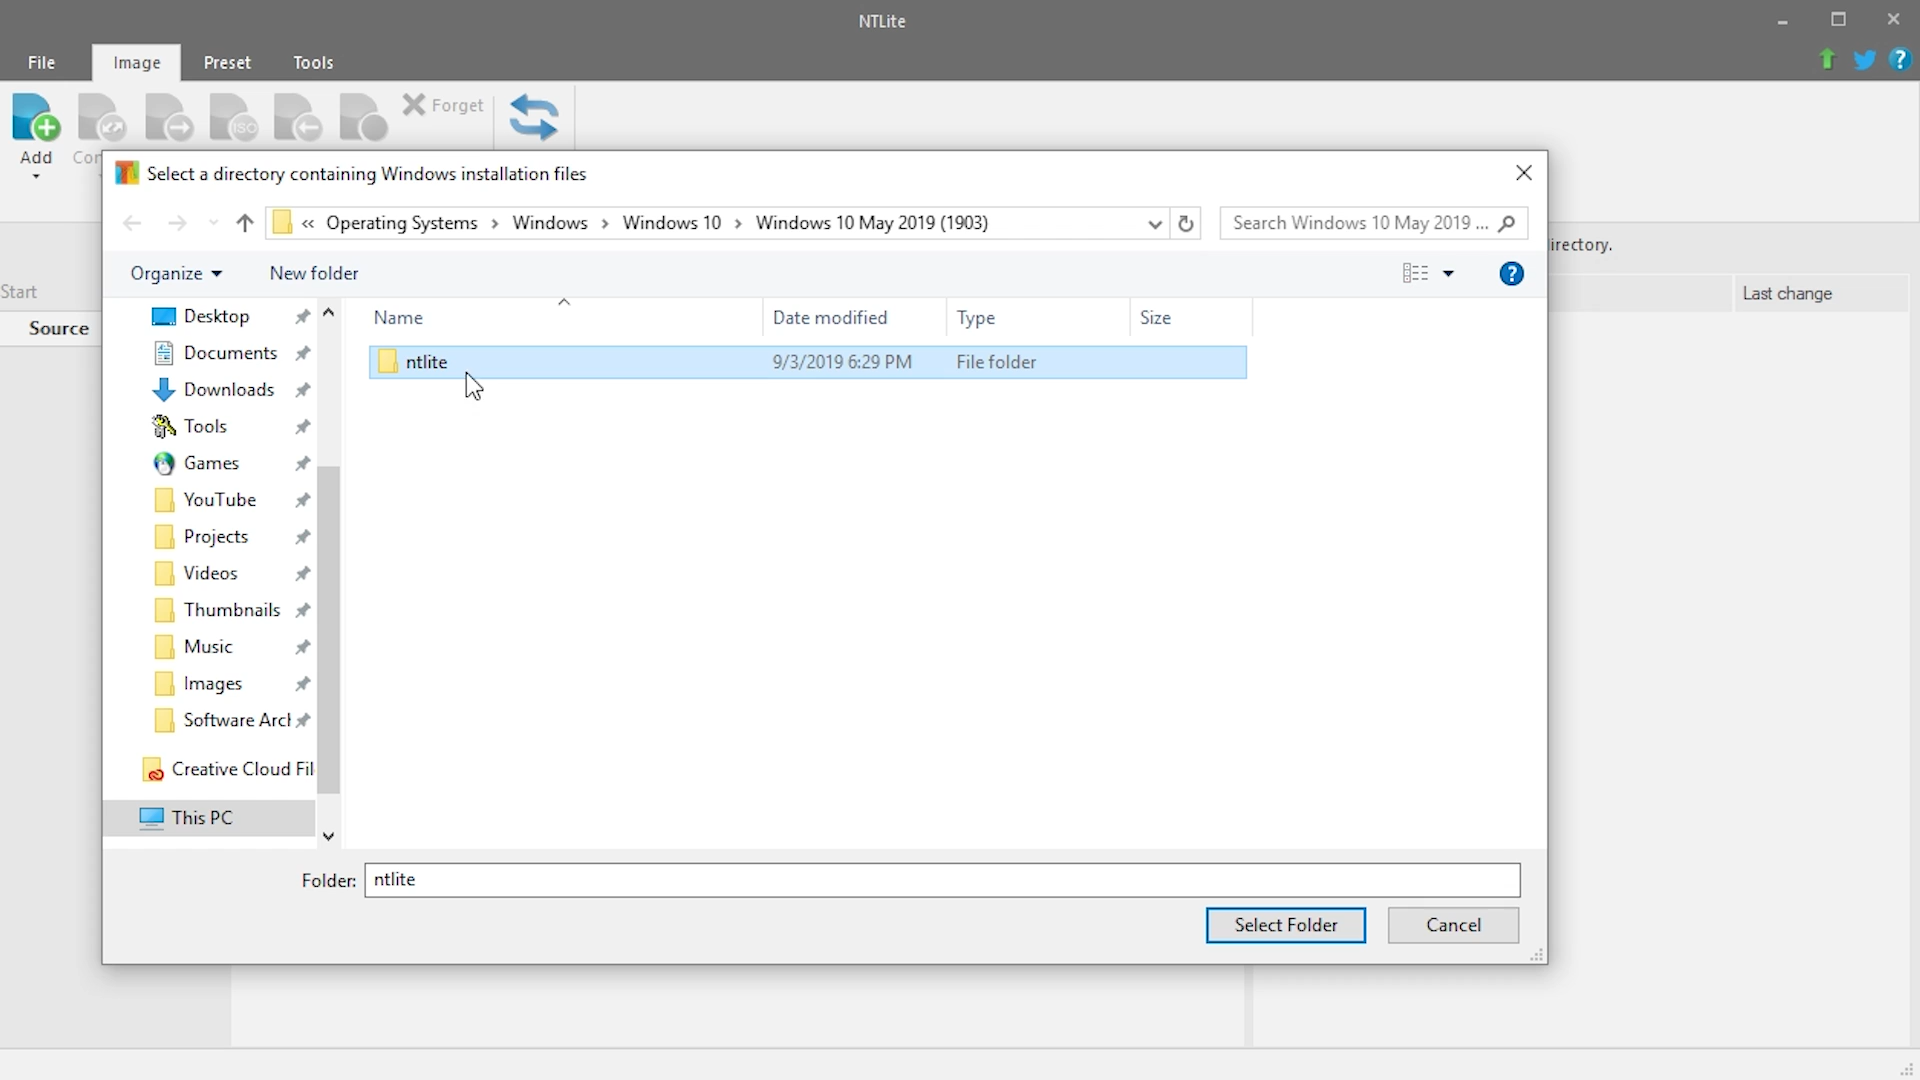 NTLite
File Image Preset Tools
Forget
ISO
Add
Select a directory containing Windows installation files
« Operating Systems > Windows > Windows 10 > Windows 10 May 2019 (1903)
Search Windows 10 May 2019 ...
Organize New folder
irectory.
Start
Last change
Source
Name Date modified Type Size
ntlite 9/3/2019 6:29 PM File folder
Desktop
Documents
Downloads
Tools
Games
YouTube
Projects
Videos
Thumbnails
Music
Images
Software Arch
Creative Cloud Fil
This PC
Folder: ntlite
Select Folder Cancel